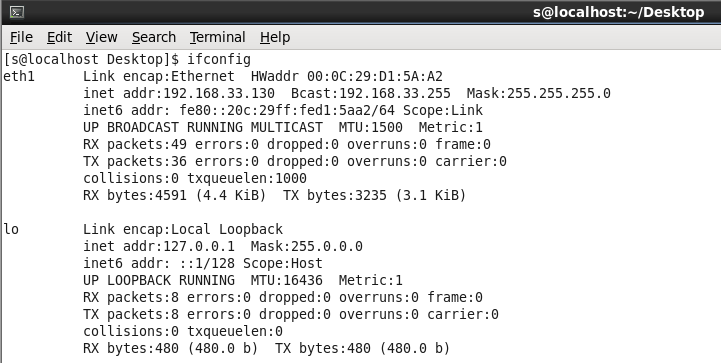 s@localhost:~/Desktop
File Edit View Search Terminal Help
[s@localhost Desktop]$ ifconfig
eth1      Link encap:Ethernet  HWaddr 00:0C:29:D1:5A:A2
          inet addr:192.168.33.130  Bcast:192.168.33.255  Mask:255.255.255.0
          inet6 addr: fe80::20c:29ff:fed1:5aa2/64 Scope:Link
          UP BROADCAST RUNNING MULTICAST  MTU:1500  Metric:1
          RX packets:49 errors:0 dropped:0 overruns:0 frame:0
          TX packets:36 errors:0 dropped:0 overruns:0 carrier:0
          collisions:0 txqueuelen:1000
          RX bytes:4591 (4.4 KiB)  TX bytes:3235 (3.1 KiB)
lo        Link encap:Local Loopback
          inet addr:127.0.0.1  Mask:255.0.0.0
          inet6 addr: ::1/128 Scope:Host
          UP LOOPBACK RUNNING  MTU:16436  Metric:1
          RX packets:8 errors:0 dropped:0 overruns:0 frame:0
          TX packets:8 errors:0 dropped:0 overruns:0 carrier:0
          collisions:0 txqueuelen:0
          RX bytes:480 (480.0 b)  TX bytes:480 (480.0 b)